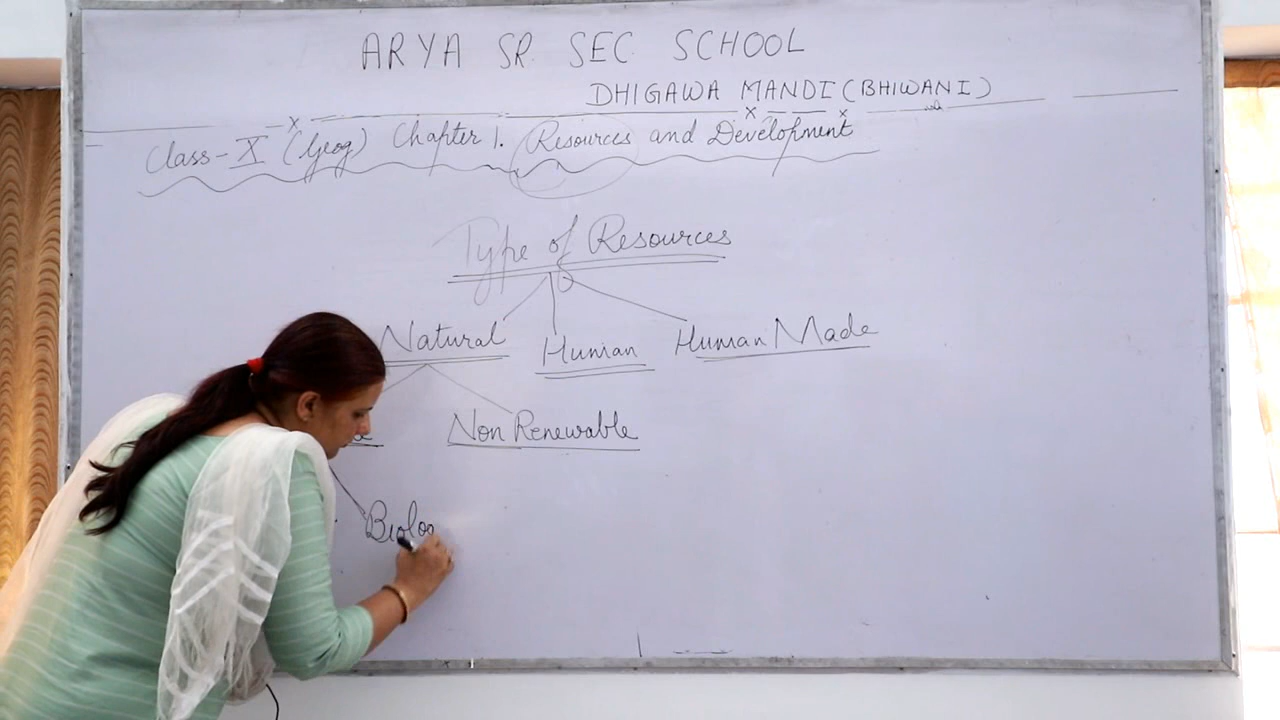 ARYA SR. SEC SCHOOL
DHIGAWA MANDI (BHIWANI)
Class-X (Geog) Chapter 1. Resources and Development
Type of Resources
Natural Human Human Made
Non Renewable
Biolog